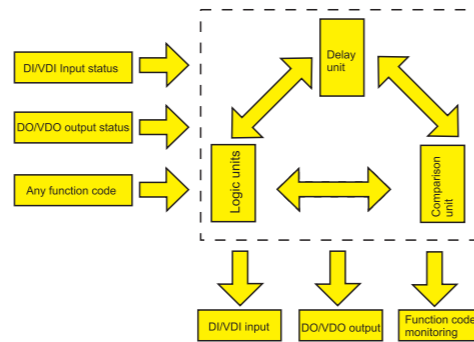 Delay
unit
DI/VDI Input status
DO/VDO output status
Any function code
Logic units
Comparison
unit
DI/VDI input
DO/VDO output
Function code
monitoring